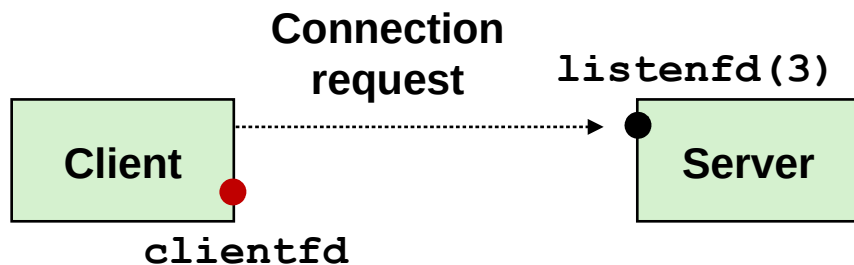 Connection
request
listenfd(3)
Client
Server
clientfd